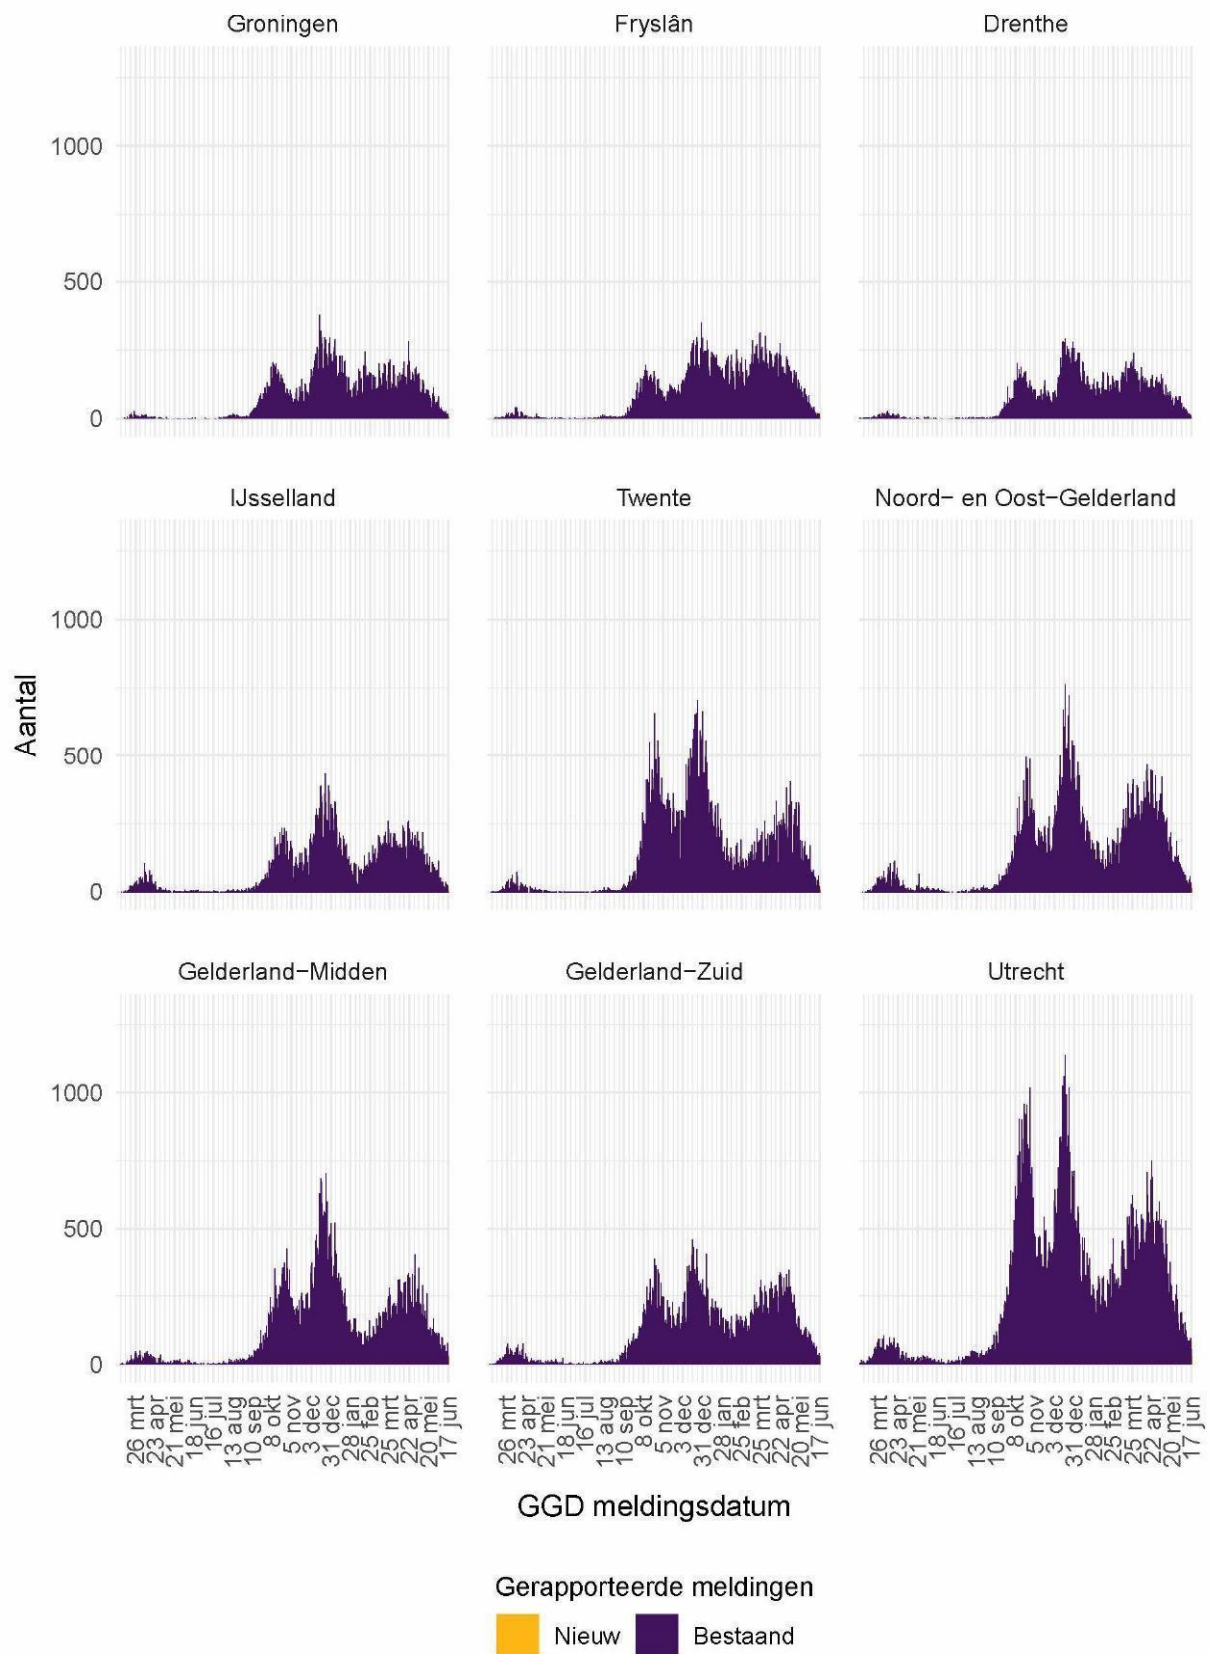 Groningen Fryslân Drenthe
1000
500
0
IJsselland Twente Noord- en Oost-Gelderland
1000
500
0
Aantal
Gelderland-Midden Gelderland-Zuid Utrecht
1000
500
0
26 mrt 23 apr 21 mei 18 jun 16 jul 13 aug 10 sep 8 okt 5 nov 3 dec 31 dec 28 jan 25 feb 25 mrt 22 apr 20 mei 17 jun
26 mrt 23 apr 21 mei 18 jun 16 jul 13 aug 10 sep 8 okt 5 nov 3 dec 31 dec 28 jan 25 feb 25 mrt 22 apr 20 mei 17 jun
26 mrt 23 apr 21 mei 18 jun 16 jul 13 aug 10 sep 8 okt 5 nov 3 dec 31 dec 28 jan 25 feb 25 mrt 22 apr 20 mei 17 jun
GGD meldingsdatum
Gerapporteerde meldingen
Nieuw Bestaand